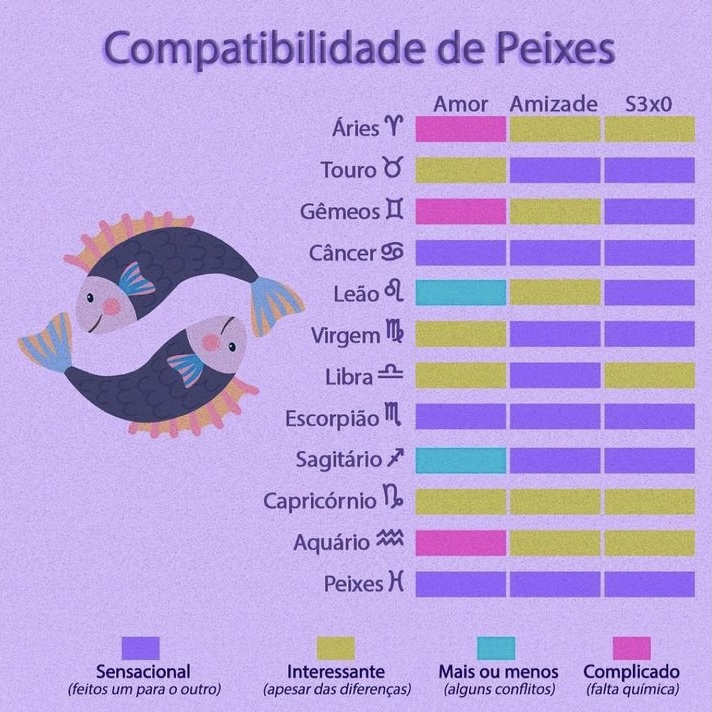 Compatibilidade de Peixes
Amor Amizade S3x0
Áries ♈
Touro ♉
Gêmeos ♊
Câncer ♋
Leão ♌
Virgem ♍
Libra ♎
Escorpião ♏
Sagitário ♐
Capricórnio ♑
Aquário ♒
Peixes ♓
Sensacional Interessante Mais ou menos Complicado
(feitos um para o outro) (apesar das diferenças) (alguns conflitos) (falta química)